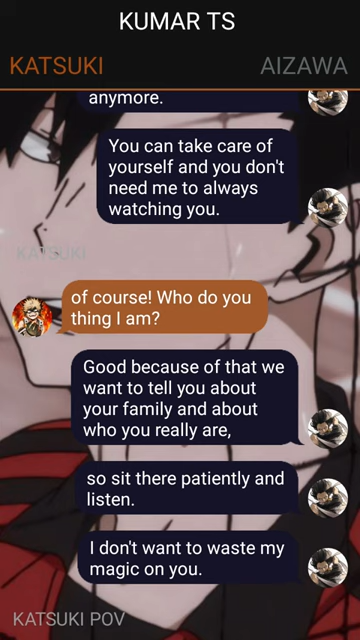 KUMAR TS
KATSUKI
AIZAWA
anymore.
You can take care of
yourself and you don't
need me to always
watching you.
KATSUKI
of course! Who do you
thing I am?
Good because of that we
want to tell you about
your family and about
who you really are,
so sit there patiently and
listen.
I don't want to waste my
magic on you.
KATSUKI POV